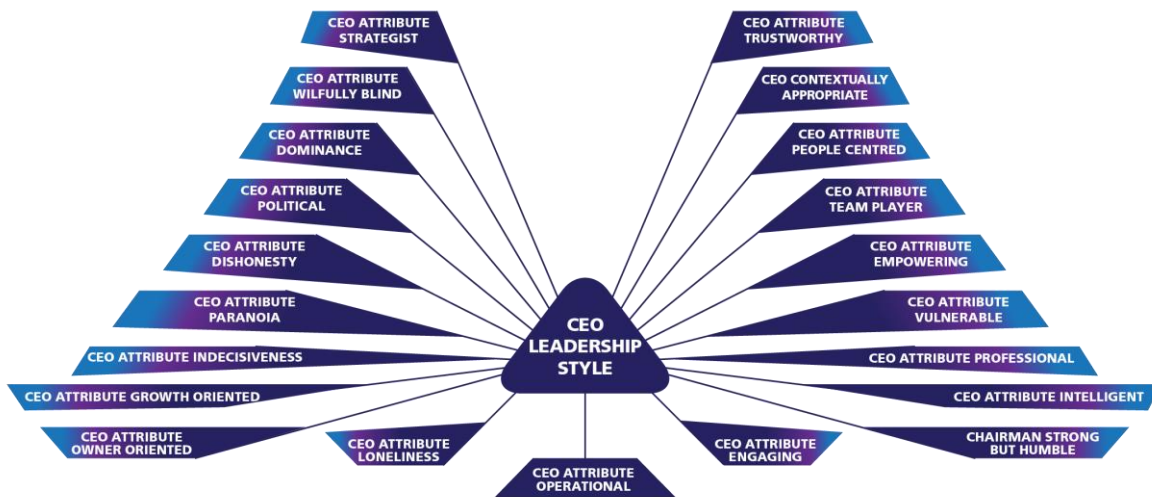 CEO ATTRIBUTE
STRATEGIST
CEO ATTRIBUTE
WILFULLY BLIND
CEO ATTRIBUTE
DOMINANCE
CEO ATTRIBUTE
POLITICAL
CEO ATTRIBUTE
DISHONESTY
CEO ATTRIBUTE
PARANOIA
CEO ATTRIBUTE INDECISIVENESS
CEO ATTRIBUTE GROWTH ORIENTED
CEO ATTRIBUTE
OWNER ORIENTED
CEO ATTRIBUTE
LONELINESS
CEO ATTRIBUTE
OPERATIONAL
CEO ATTRIBUTE
ENGAGING
CEO
LEADERSHIP
STYLE
CEO ATTRIBUTE
TRUSTWORTHY
CEO CONTEXTUALLY
APPROPRIATE
CEO ATTRIBUTE
PEOPLE CENTRED
CEO ATTRIBUTE
TEAM PLAYER
CEO ATTRIBUTE
EMPOWERING
CEO ATTRIBUTE
VULNERABLE
CEO ATTRIBUTE PROFESSIONAL
CEO ATTRIBUTE INTELLIGENT
CHAIRMAN STRONG
BUT HUMBLE